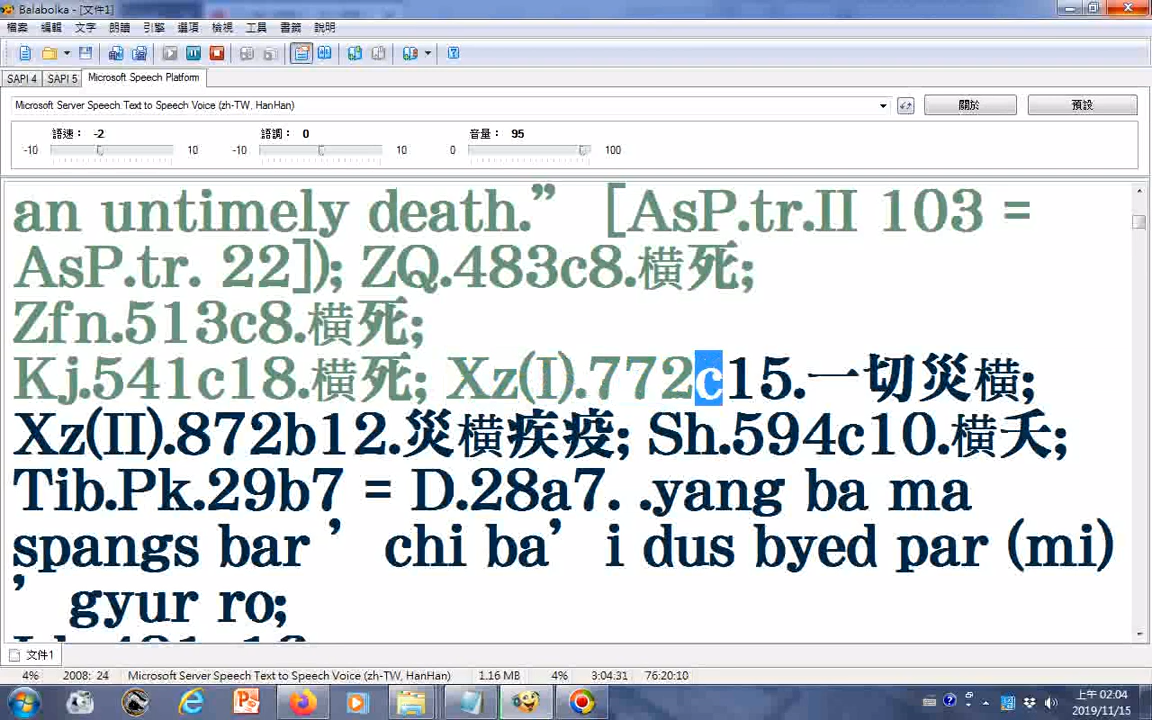 Balabolka - [文件1]
檔案 編輯 文字 朗讀 引擎 選項 檢視 工具 書籤 說明
SAPI 4 SAPI 5 Microsoft Speech Platform
Microsoft Server Speech Text to Speech Voice (zh-TW, HanHan) 關於 預設
語速： -2 語調： 0 音量： 95
-10 10 -10 10 0 100
an untimely death.” [AsP.tr.II 103 =
AsP.tr. 22]); ZQ.483c8.橫死;
Zfn.513c8.橫死;
Kj.541c18.橫死; Xz(I).772c15.一切災橫;
Xz(II).872b12.災橫疾疫; Sh.594c10.橫夭;
Tib.Pk.29b7 = D.28a7. .yang ba ma
spangs bar ’ chi ba’ i dus byed par (mi)
’ gyur ro;
文件1
4% 2008: 24 Microsoft Server Speech Text to Speech Voice (zh-TW, HanHan) 1.16 MB 4% 3:04.31 76:20:10
上午 02:04
2019/11/15